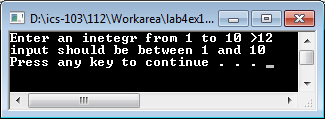 D:\ics-103\112\Workarea\lab4ex1
Enter an inetegr from 1 to 10 >12
input should be between 1 and 10
Press any key to continue . . . _